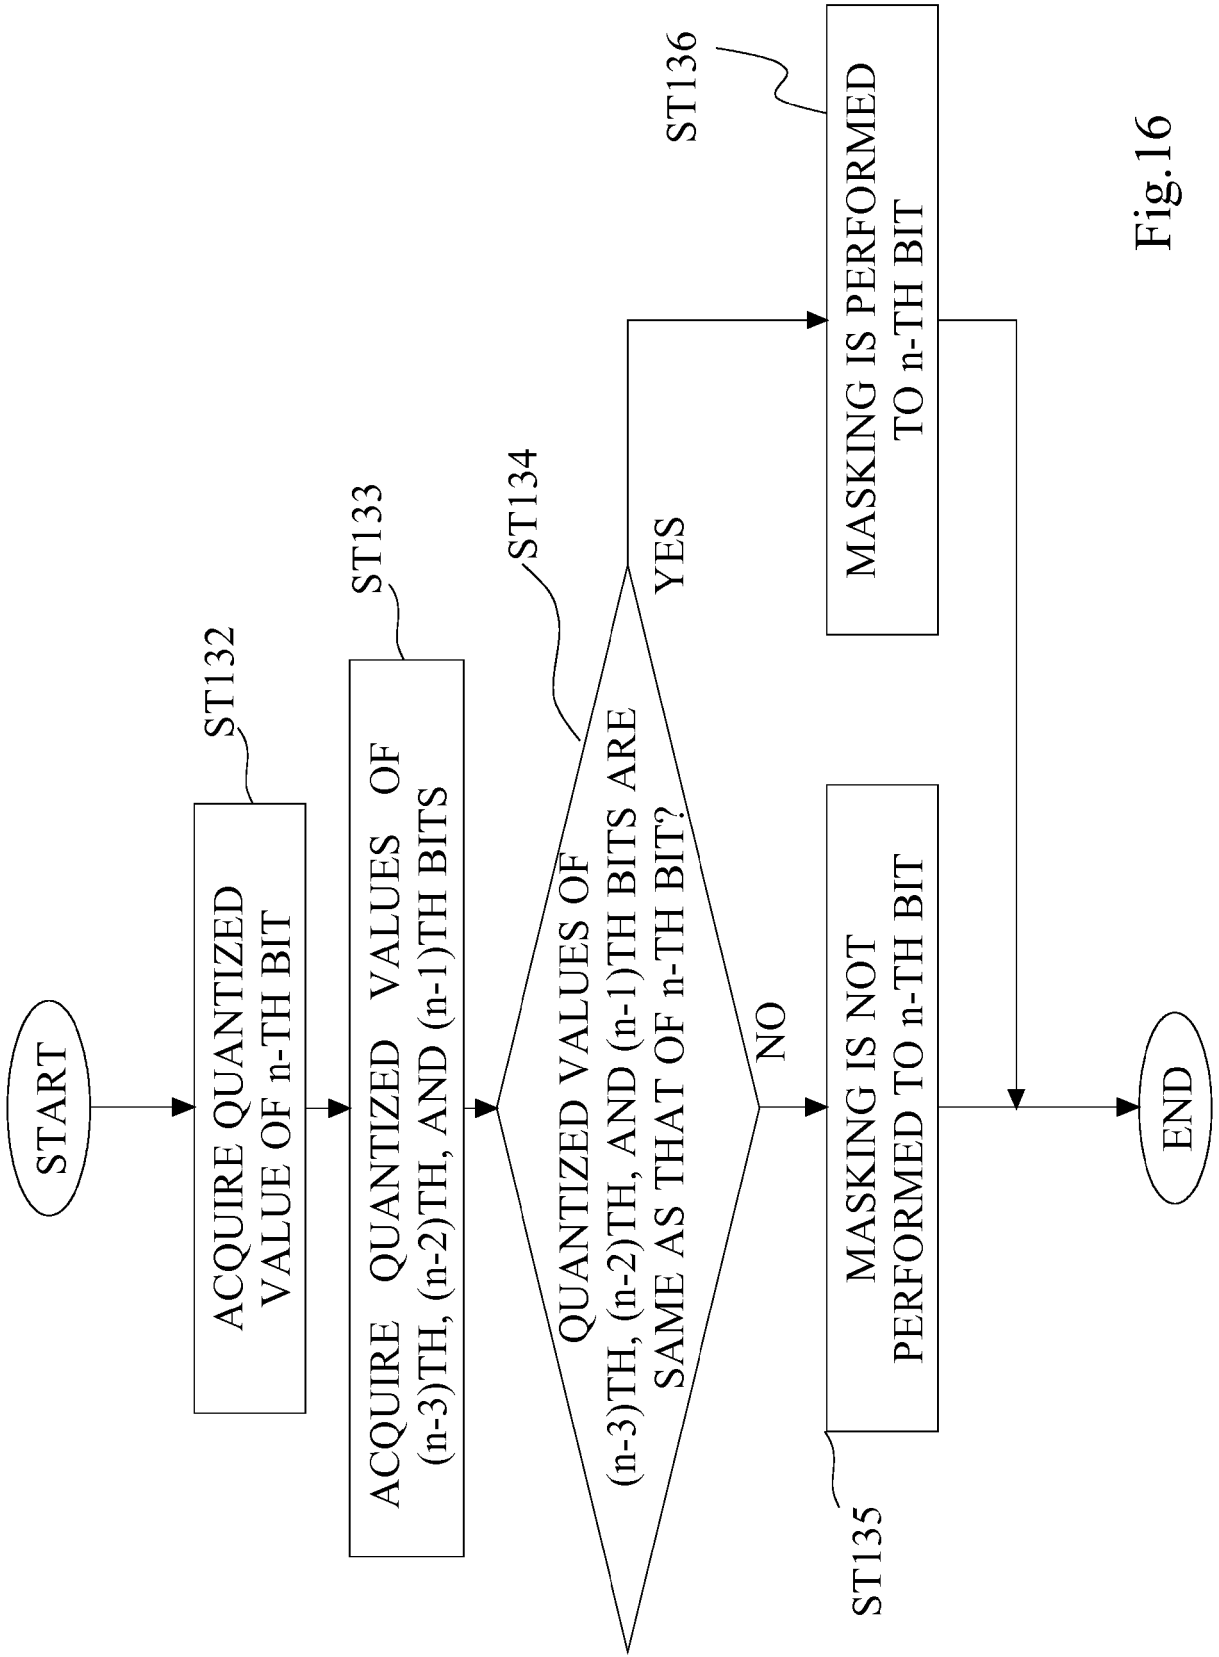 START
ACQUIRE QUANTIZED
VALUE OF n-TH BIT
ST132
ACQUIRE QUANTIZED VALUES OF
(n-3)TH, (n-2)TH, AND (n-1)TH BITS
ST133
QUANTIZED VALUES OF
(n-3)TH, (n-2)TH, AND (n-1)TH BITS ARE
SAME AS THAT OF n-TH BIT?
ST134
YES
NO
ST135
MASKING IS NOT
PERFORMED TO n-TH BIT
ST136
MASKING IS PERFORMED
TO n-TH BIT
END
Fig.16